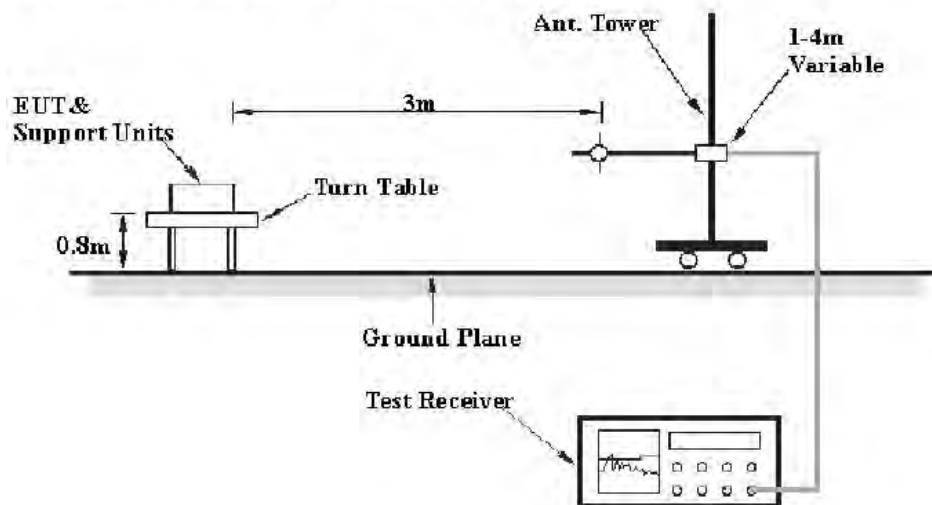 Ant. Tower
1-4m
Variable
EUT &
Support Units
3m
Turn Table
0.8m
Ground Plane
Test Receiver